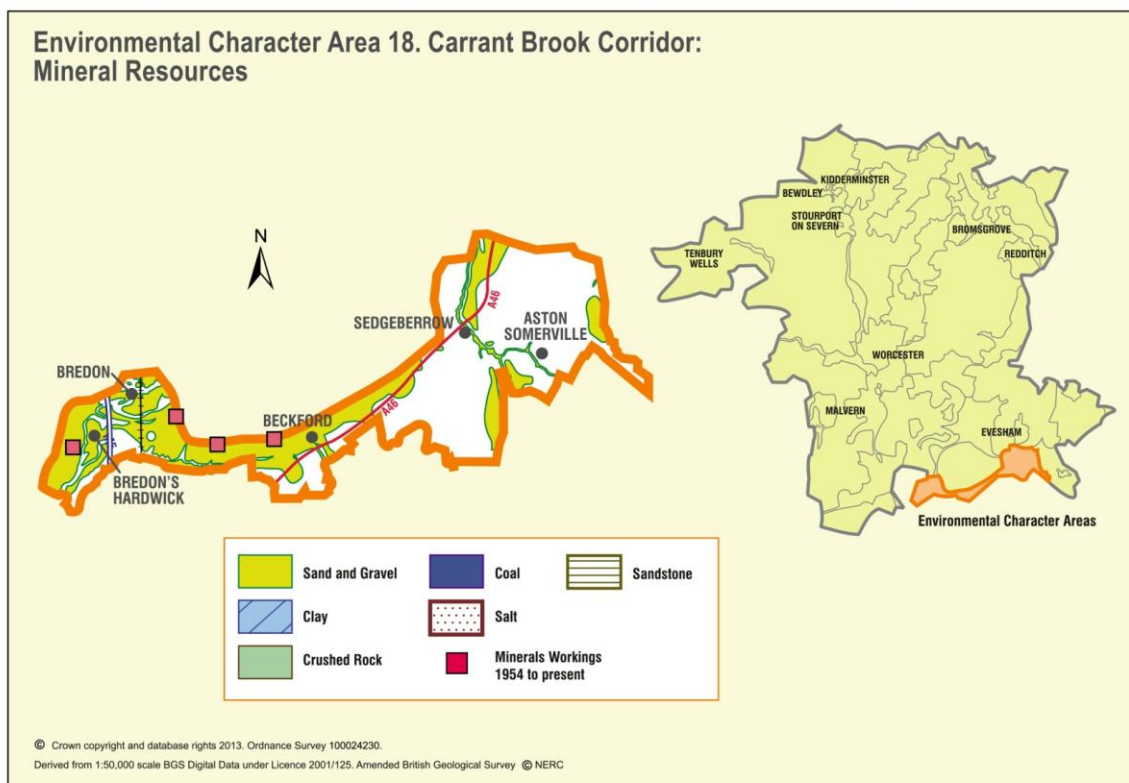 Environmental Character Area 18. Carrant Brook Corridor:
Mineral Resources
N
SEDGEBERROW
A46
ASTON
SOMERVILLE
BREDON
BECKFORD
A46
BREDON'S
HARDWICK
KIDDERMINSTER
BEWDLEY
STOURPORT
ON SEVERN
BROMSGROVE
TENBURY
WELLS
REDDITCH
WORCESTER
MALVERN
EVESHAM
Environmental Character Areas
Sand and Gravel
Coal
Sandstone
Clay
Salt
Crushed Rock
Minerals Workings
1954 to present
© Crown copyright and database rights 2013. Ordnance Survey 100024230.
Derived from 1:50,000 scale BGS Digital Data under Licence 2001/125. Amended British Geological Survey © NERC